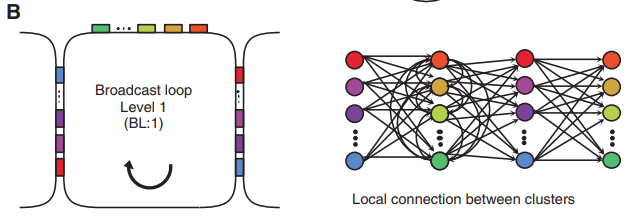 B
Broadcast loop
Level 1
(BL:1)
Local connection between clusters